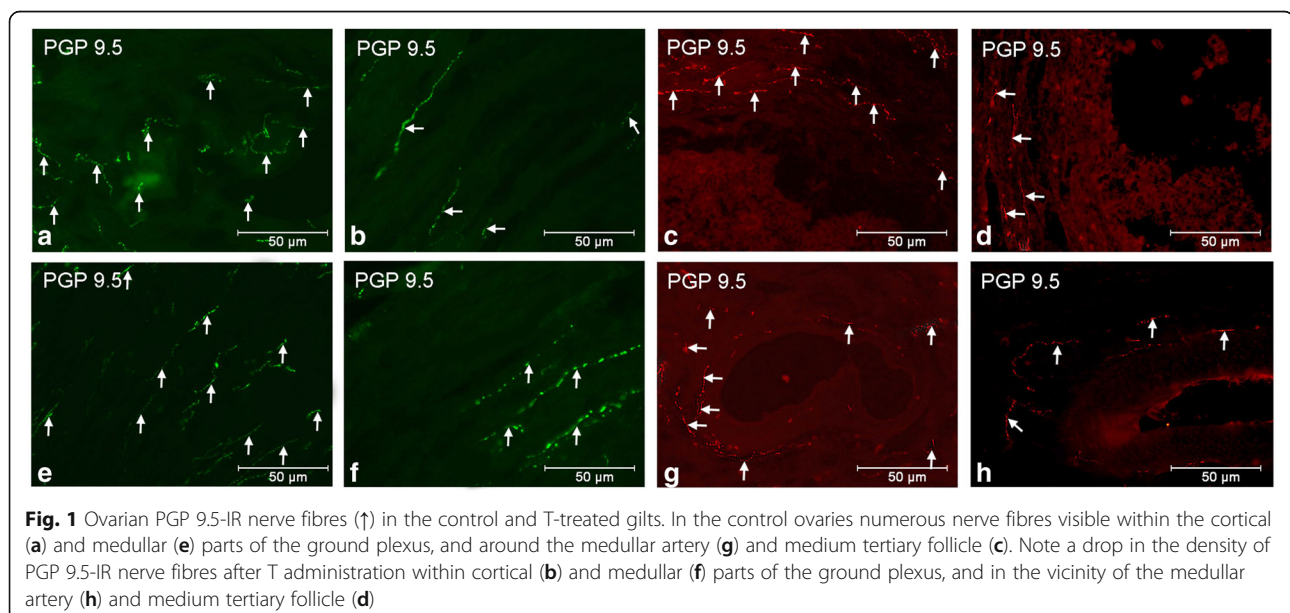 PGP 9.5 PGP 9.5 PGP 9.5 PGP 9.5
50 µm 50 µm 50 µm 50 µm
a b c d
PGP 9.5 PGP 9.5 PGP 9.5 PGP 9.5
50 µm 50 µm 50 µm 50 µm
e f g h
Fig. 1 Ovarian PGP 9.5-IR nerve fibres (↑) in the control and T-treated gilts. In the control ovaries numerous nerve fibres visible within the cortical
(a) and medullar (e) parts of the ground plexus, and around the medullar artery (g) and medium tertiary follicle (c). Note a drop in the density of
PGP 9.5-IR nerve fibres after T administration within cortical (b) and medullar (f) parts of the ground plexus, and in the vicinity of the medullar
artery (h) and medium tertiary follicle (d)